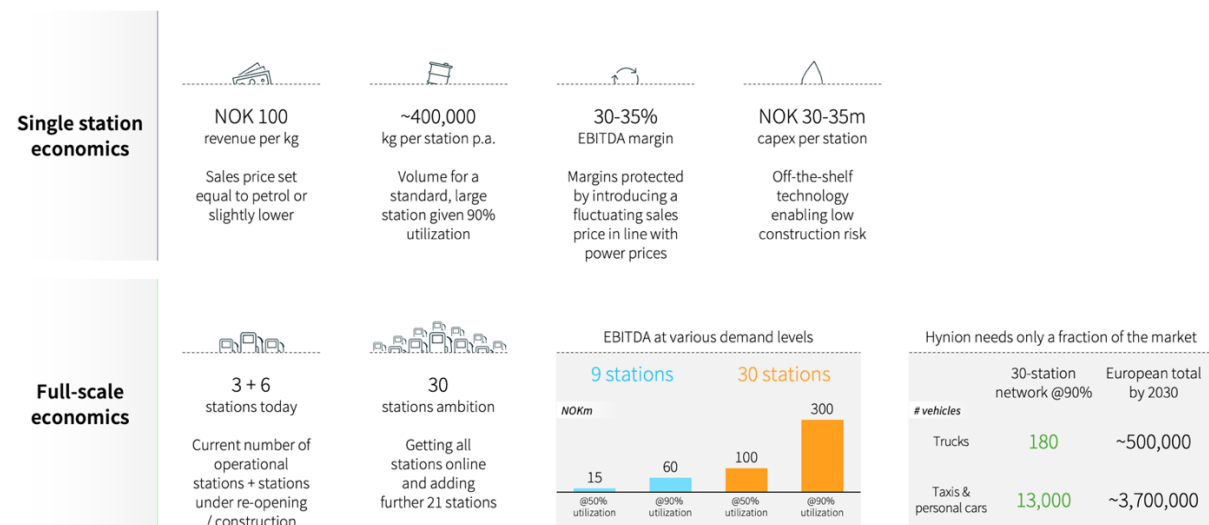 Single station
economics
NOK 100
revenue per kg
Sales price set
equal to petrol or
slightly lower
~400,000
kg per station p.a.
Volume for a
standard, large
station given 90%
utilization
30-35%
EBITDA margin
Margins protected
by introducing a
fluctuating sales
price in line with
power prices
NOK 30-35m
capex per station
Off-the-shelf
technology
enabling low
construction risk
Full-scale
economics
3 + 6
stations today
Current number of
operational
stations + stations
under re-opening
/ construction
30
stations ambition
Getting all
stations online
and adding
further 21 stations
EBITDA at various demand levels
9 stations
30 stations
NOKm
15
60
100
300
@50%
utilization
@90%
utilization
@50%
utilization
@90%
utilization
Hynion needs only a fraction of the market
30-station
network @90%
European total
by 2030
# vehicles
Trucks
180
~500,000
Taxis &
personal cars
13,000
~3,700,000